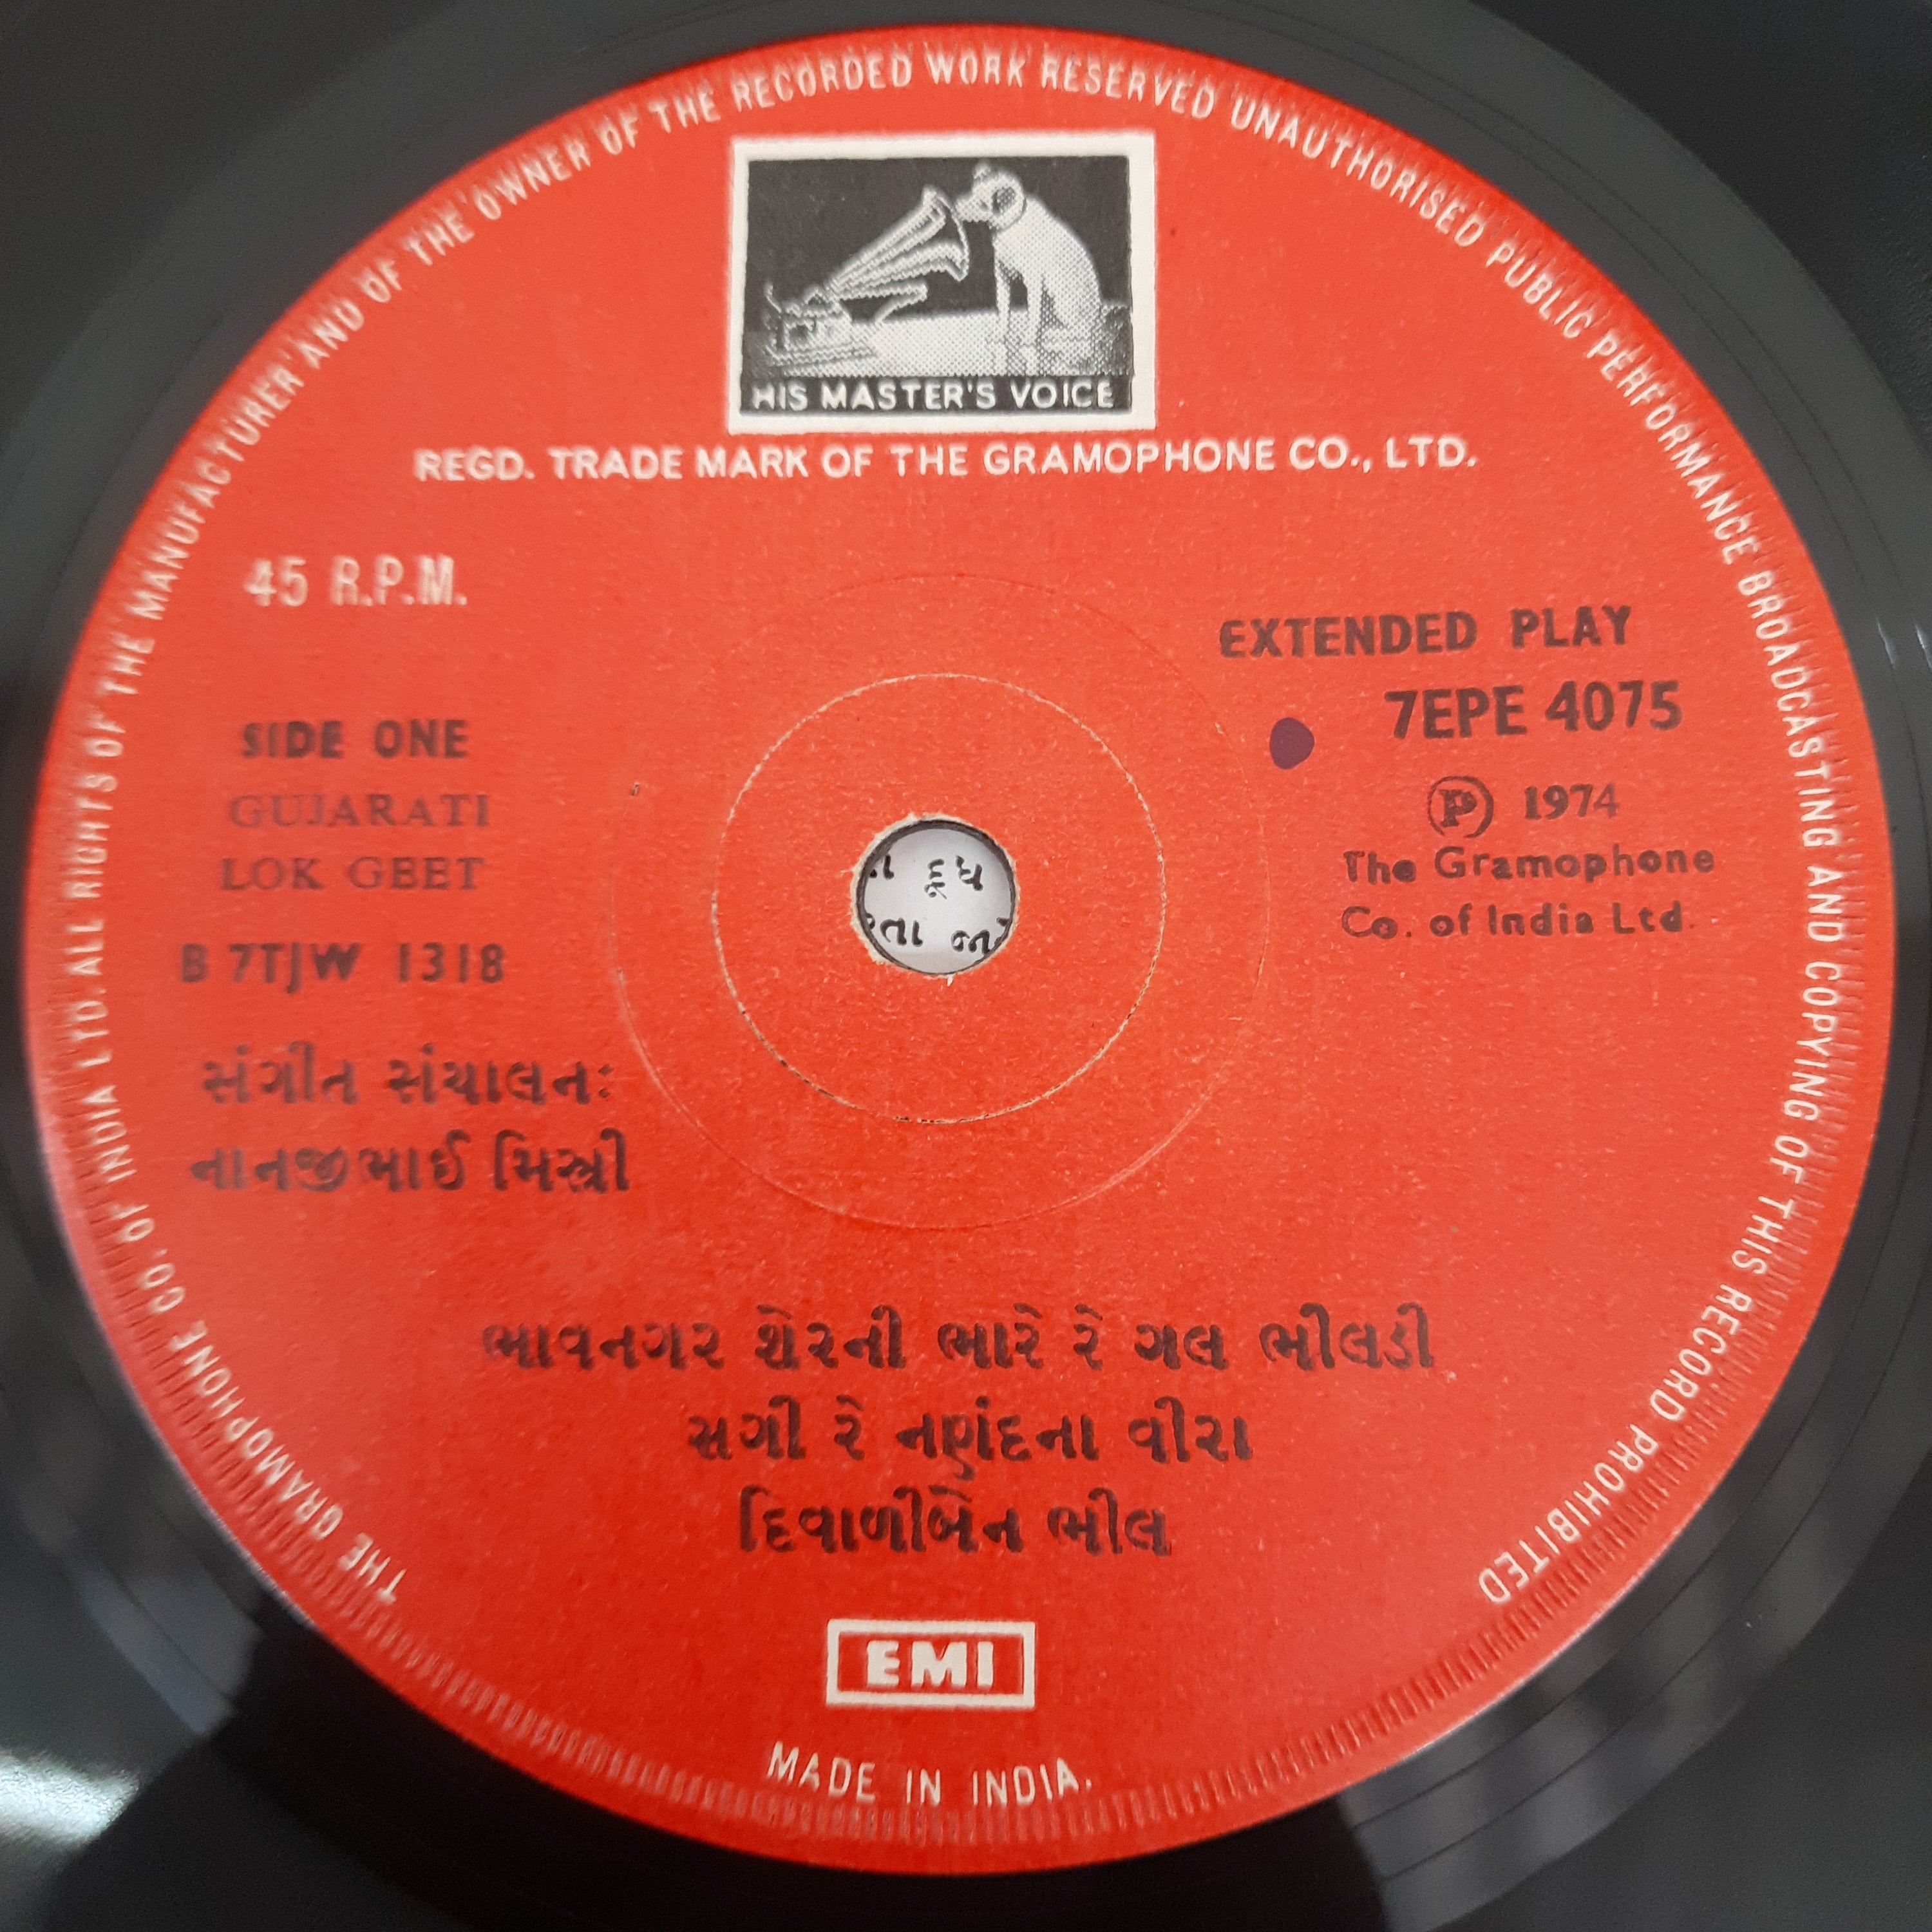 THE GRAMOPHONE CO. OF INDIA LTD. ALL RIGHTS OF THE MANUFACTURER AND OF THE OWNER OF THE RECORDED WORK RESERVED UNAUTHORISED PUBLIC PERFORMANCE BROADCASTING AND COPYING OF THIS RECORD PROHIBITED
HIS MASTER'S VOICE
REGD. TRADE MARK OF THE GRAMOPHONE CO., LTD.
45 R.P.M.
EXTENDED PLAY
7EPE 4075
SIDE ONE
GUJARATI
LOK GEET
B 7TJW 1318
Ⓟ 1974
The Gramophone
Co. of India Ltd.
સંગીત સંચાલન:
નાનજીભાઈ મિસ્ત્રી
ભાવનગર શેરની ભારે રે ગલ ભીલડી
સગી રે નણંદના વીરા
દિવાળીબેન ભીલ
EMI
MADE IN INDIA.